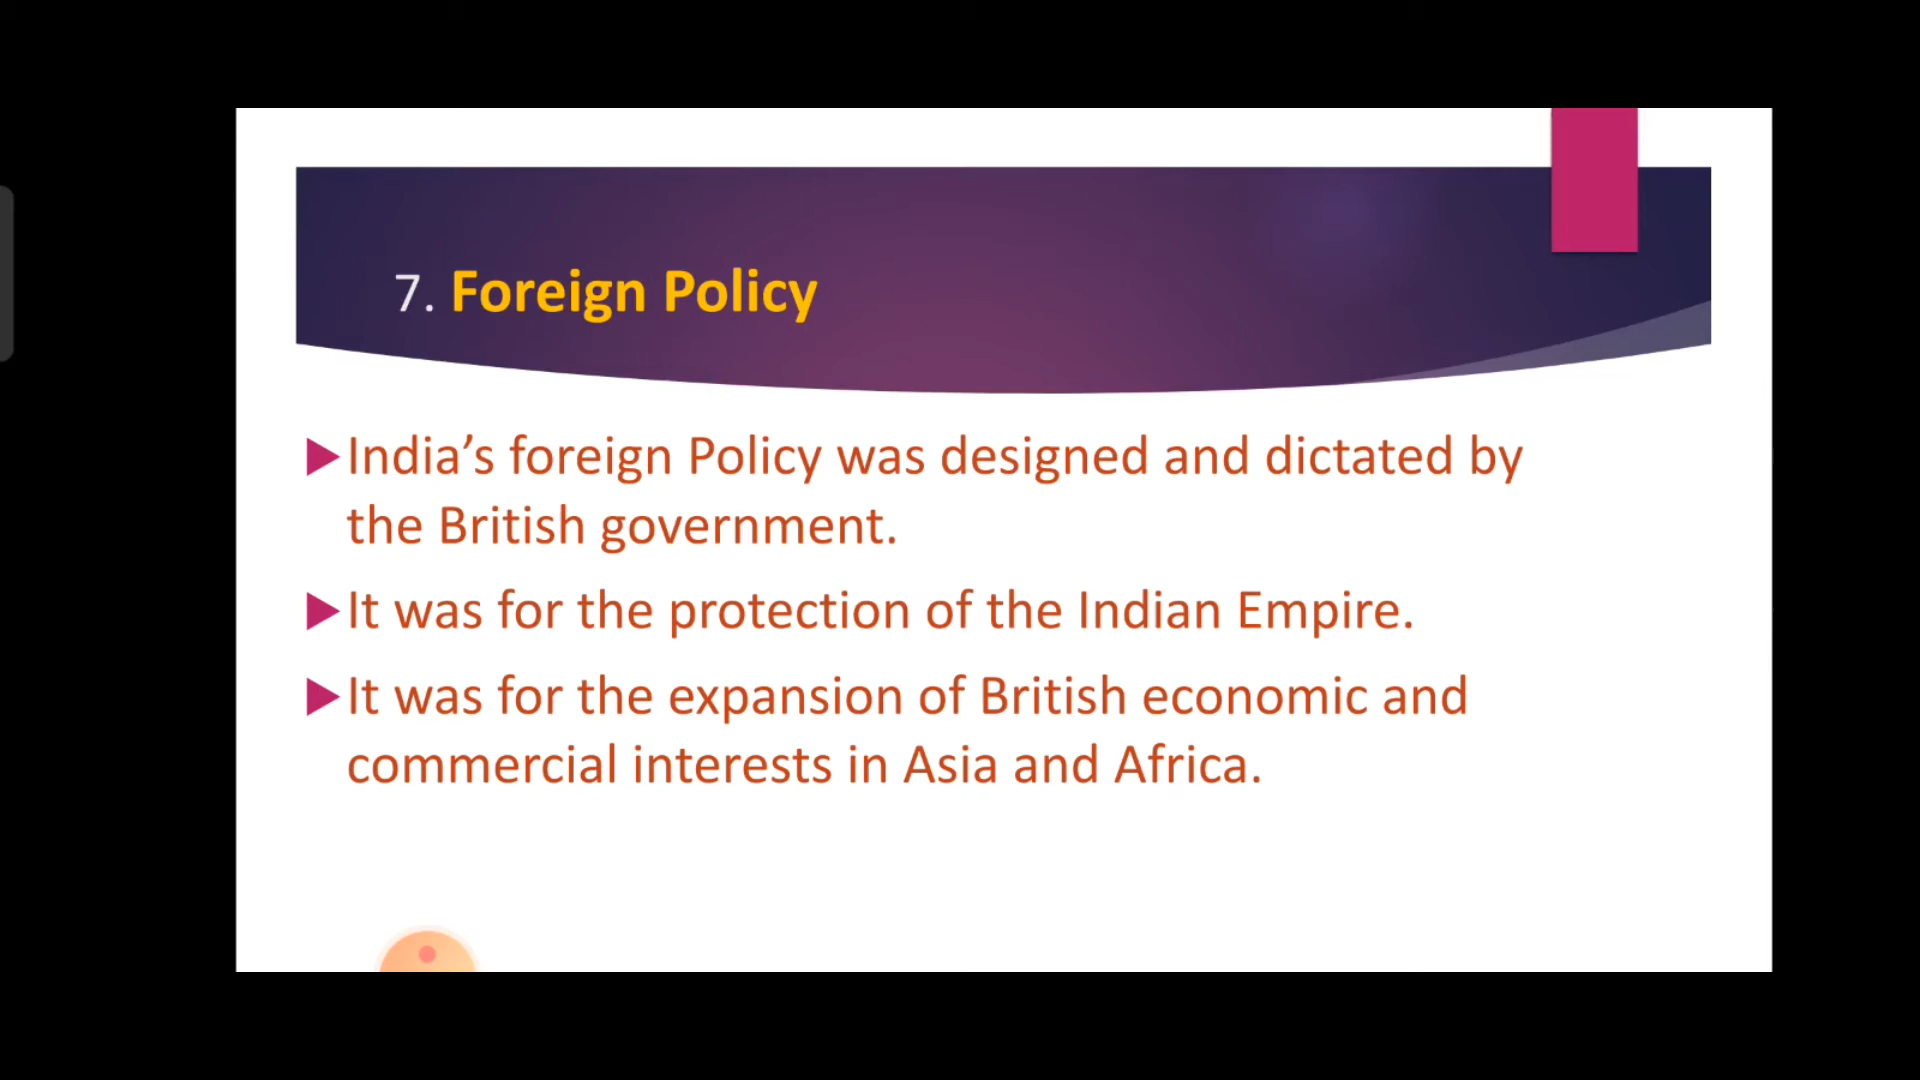 7. Foreign Policy
India’s foreign Policy was designed and dictated by
the British government.
It was for the protection of the Indian Empire.
It was for the expansion of British economic and
commercial interests in Asia and Africa.